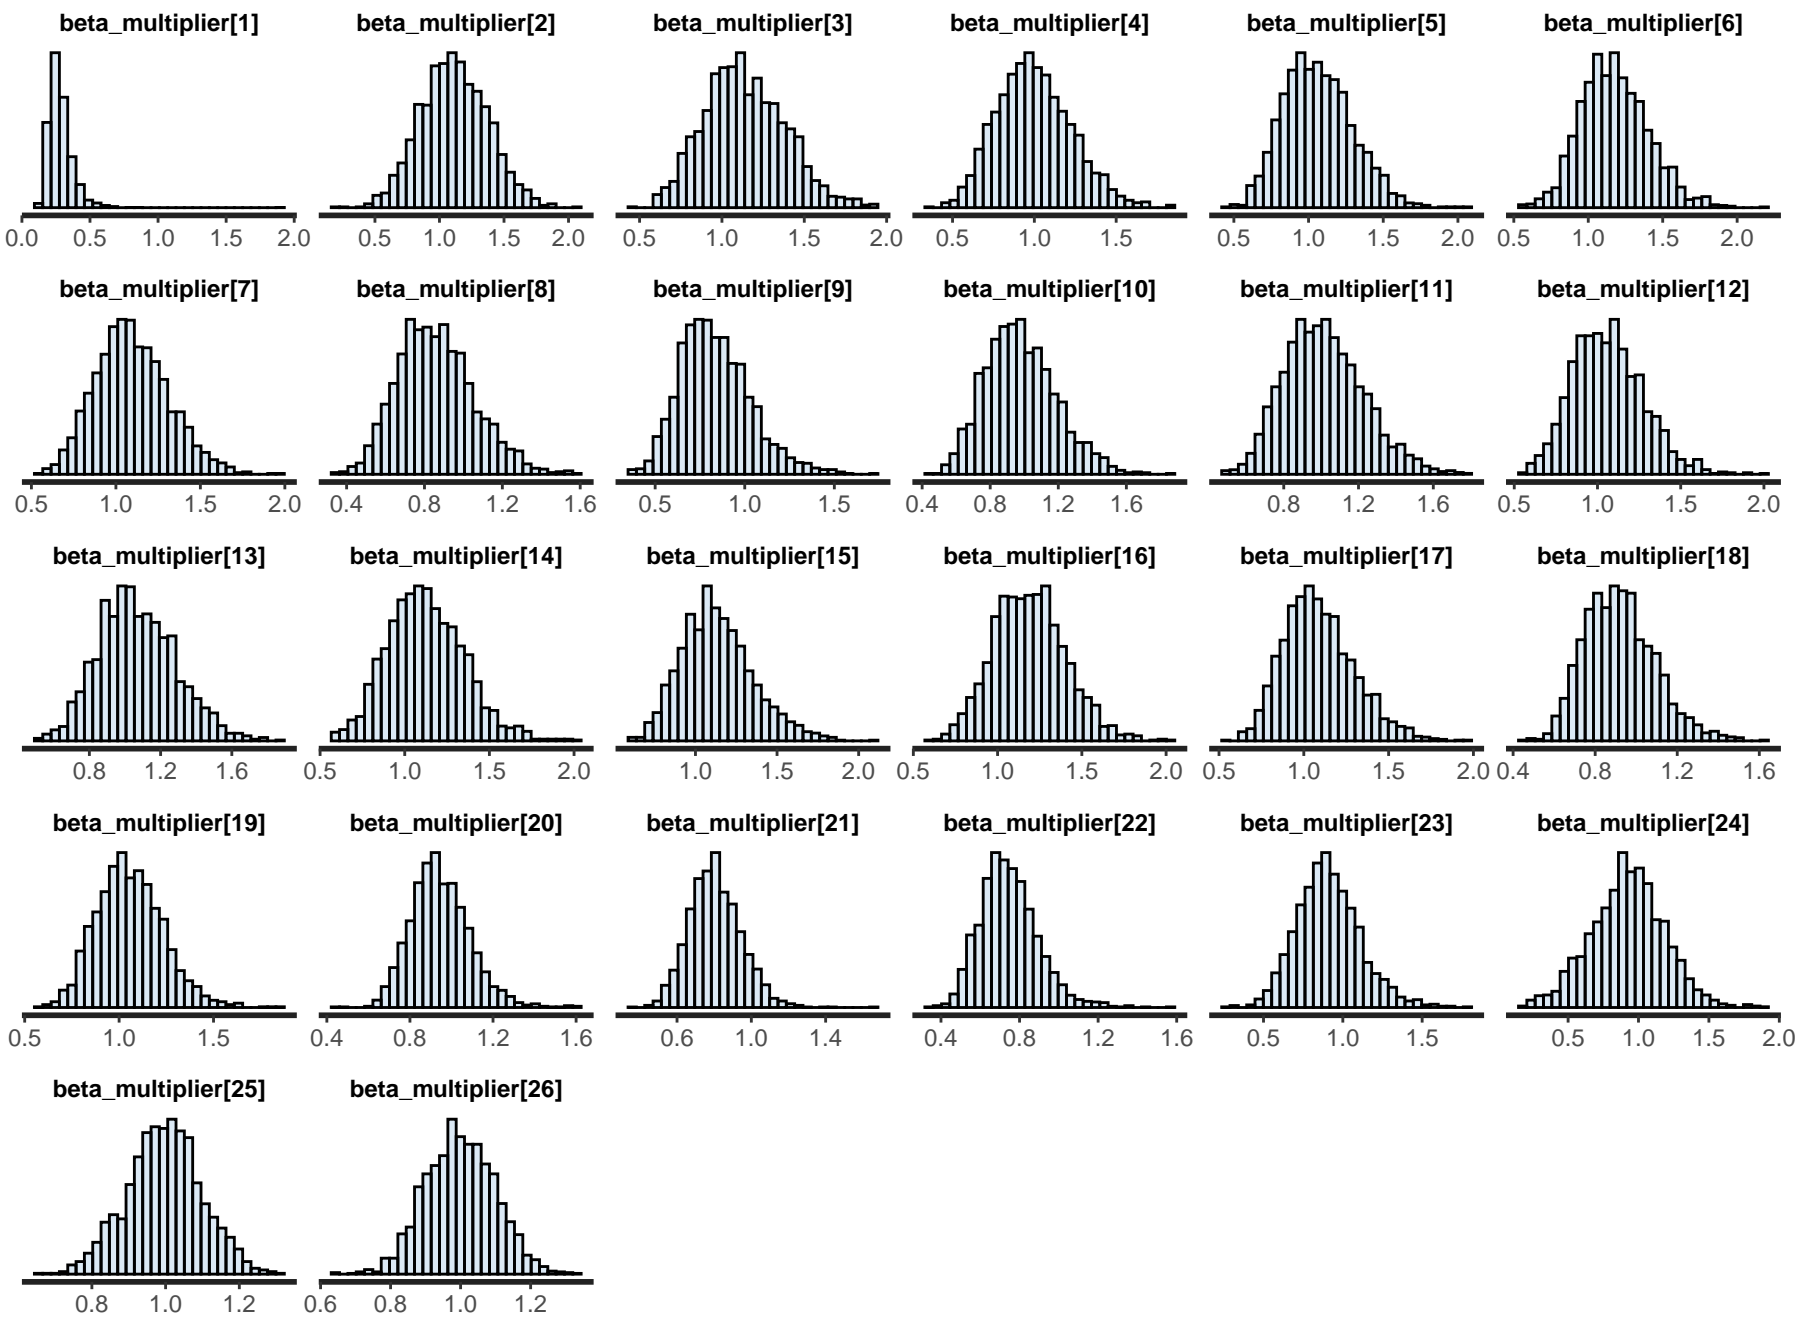 beta_multiplier[1] beta_multiplier[2] beta_multiplier[3] beta_multiplier[4] beta_multiplier[5] beta_multiplier[6]
0.0 0.5 1.0 1.5 2.0 0.5 1.0 1.5 2.0 0.5 1.0 1.5 2.0 0.5 1.0 1.5 0.5 1.0 1.5 2.0 0.5 1.0 1.5 2.0
beta_multiplier[7] beta_multiplier[8] beta_multiplier[9] beta_multiplier[10] beta_multiplier[11] beta_multiplier[12]
0.5 1.0 1.5 2.0 0.4 0.8 1.2 1.6 0.5 1.0 1.5 0.4 0.8 1.2 1.6 0.8 1.2 1.6 0.5 1.0 1.5 2.0
beta_multiplier[13] beta_multiplier[14] beta_multiplier[15] beta_multiplier[16] beta_multiplier[17] beta_multiplier[18]
0.8 1.2 1.6 0.5 1.0 1.5 2.0 1.0 1.5 2.0 0.5 1.0 1.5 2.0 0.5 1.0 1.5 2.0 0.4 0.8 1.2 1.6
beta_multiplier[19] beta_multiplier[20] beta_multiplier[21] beta_multiplier[22] beta_multiplier[23] beta_multiplier[24]
0.5 1.0 1.5 0.4 0.8 1.2 1.6 0.6 1.0 1.4 0.4 0.8 1.2 1.6 0.5 1.0 1.5 0.5 1.0 1.5 2.0
beta_multiplier[25] beta_multiplier[26]
0.8 1.0 1.2 0.6 0.8 1.0 1.2